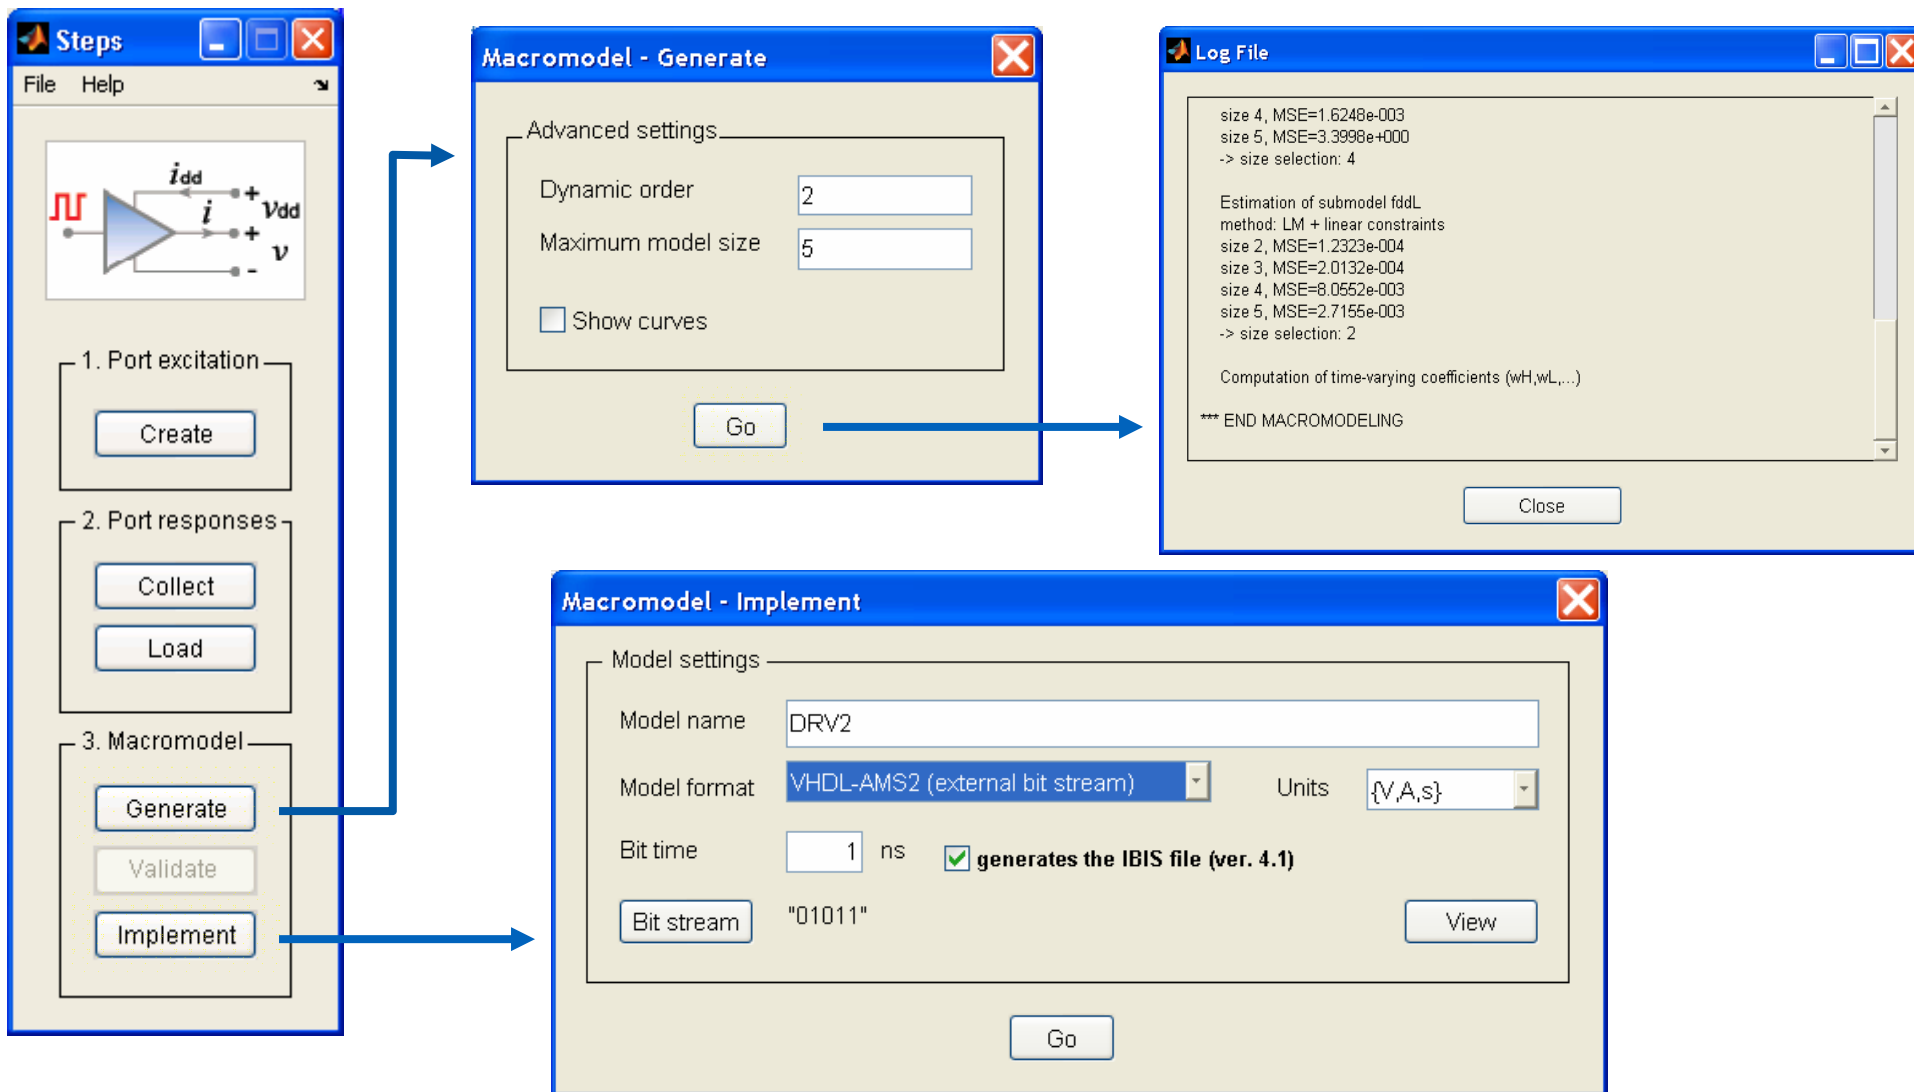 Steps
File Help
idd
+
i
vdd
+
v
-
1. Port excitation
Create
2. Port responses
Collect
Load
3. Macromodel
Generate
Validate
Implement
Macromodel - Generate
Advanced settings
Dynamic order 2
Maximum model size 5
Show curves
Go
Log File
size 4, MSE=1.6248e-003
size 5, MSE=3.3998e+000
-> size selection: 4
Estimation of submodel fddL
method: LM + linear constraints
size 2, MSE=1.2323e-004
size 3, MSE=2.0132e-004
size 4, MSE=8.0552e-003
size 5, MSE=2.7155e-003
-> size selection: 2
Computation of time-varying coefficients (wH,wL,...)
*** END MACROMODELING
Close
Macromodel - Implement
Model settings
Model name DRV2
Model format VHDL-AMS2 (external bit stream) Units {V,A,s}
Bit time 1 ns generates the IBIS file (ver. 4.1)
Bit stream "01011" View
Go